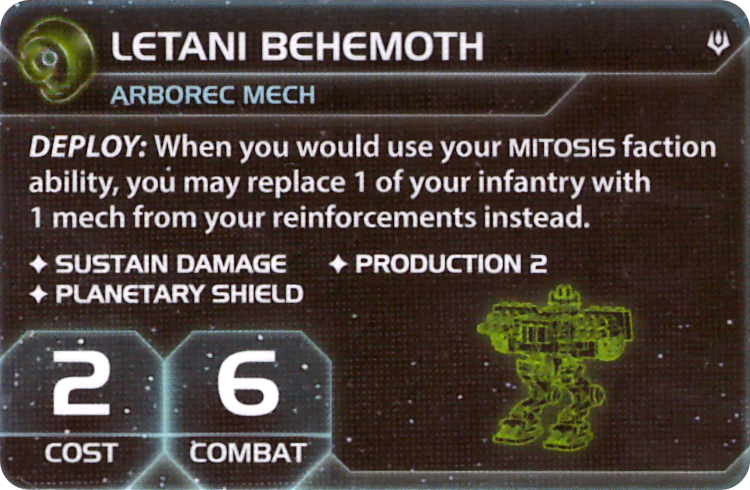 LETANI BEHEMOTH
ARBOREC MECH
DEPLOY: When you would use your MITOSIS faction
ability, you may replace 1 of your infantry with
1 mech from your reinforcements instead.
✦ SUSTAIN DAMAGE ✦ PRODUCTION 2
✦ PLANETARY SHIELD
2 6
COST COMBAT